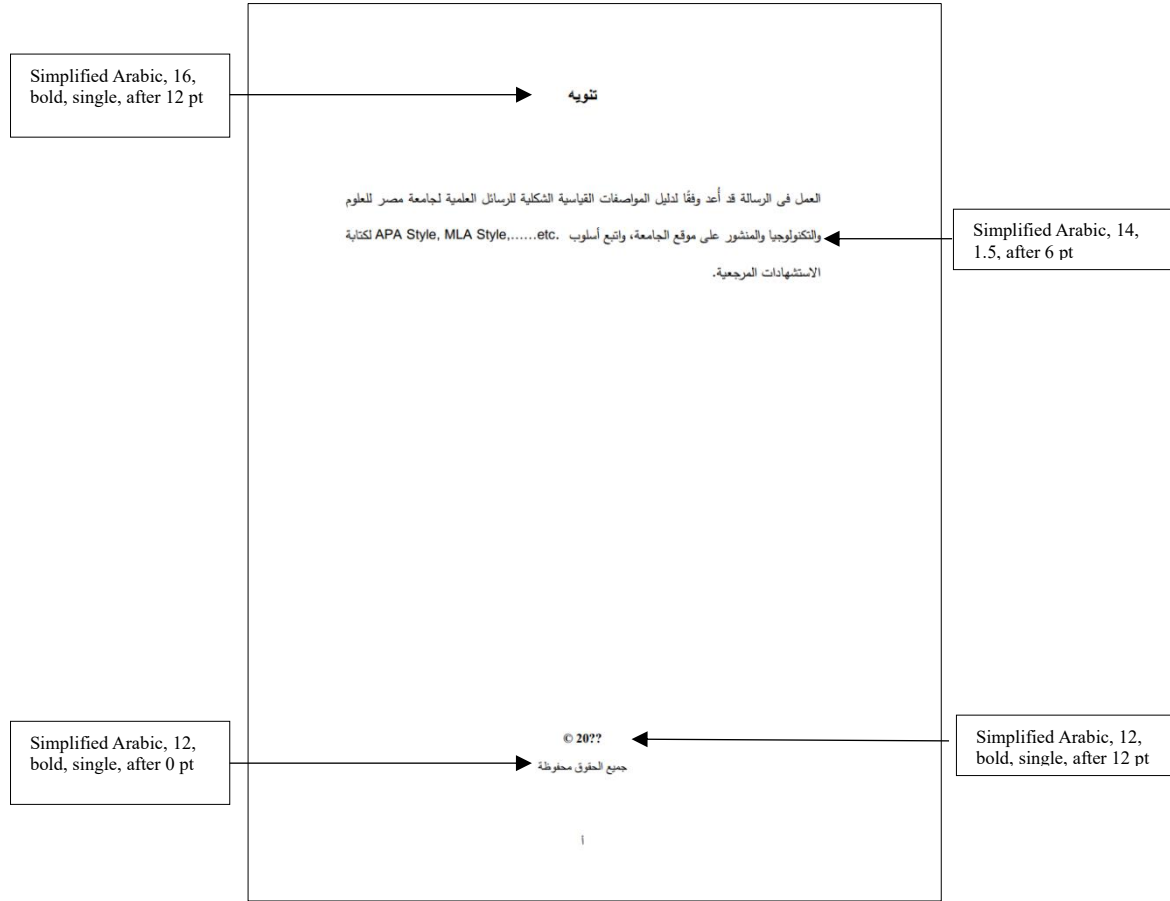 Simplified Arabic, 16,
bold, single, after 12 pt
تنويه
العمل فى الرسالة قد أُعد وفقًا لدليل المواصفات القياسية الشكلية للرسائل العلمية لجامعة مصر للعلوم
والتكنولوجيا والمنشور على موقع الجامعة، واتبع أسلوب APA Style, MLA Style,……etc. لكتابة
الاستشهادات المرجعية.
Simplified Arabic, 14,
1.5, after 6 pt
© 20??
Simplified Arabic, 12,
bold, single, after 12 pt
Simplified Arabic, 12,
bold, single, after 0 pt
جميع الحقوق محفوظة
أ